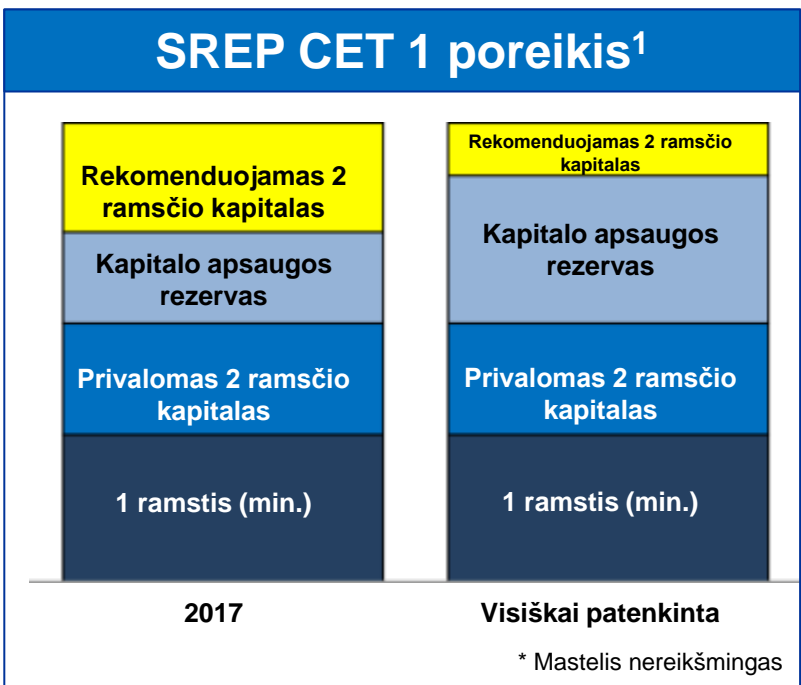 SREP CET 1 poreikis¹
Rekomenduojamas 2
ramsčio kapitalas
Kapitalo apsaugos
rezervas
Privalomas 2 ramsčio
kapitalas
1 ramstis (min.)
2017
Rekomenduojamas 2 ramsčio
kapitalas
Kapitalo apsaugos
rezervas
Privalomas 2 ramsčio
kapitalas
1 ramstis (min.)
Visiškai patenkinta
* Mastelis nereikšmingas